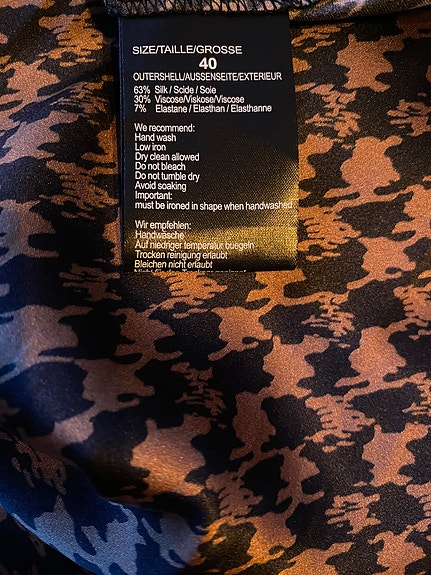 SIZE/TAILLE/GROSSE
40
OUTERSHELL/AUSSENSEITE/EXTERIEUR
63% Silk / Scide / Soie
30% Viscose/Viskose/Viscose
7% Elastane / Elasthan / Elasthanne
We recommend:
Hand wash
Low iron
Dry clean allowed
Do not bleach
Do not tumble dry
Avoid soaking
Important:
must be ironed in shape when handwashed
Wir empfehlen:
Handwäsche
Auf niedriger temperatur buegeln
Trocken reinigung erlaubt
Bleichen nicht erlaubt